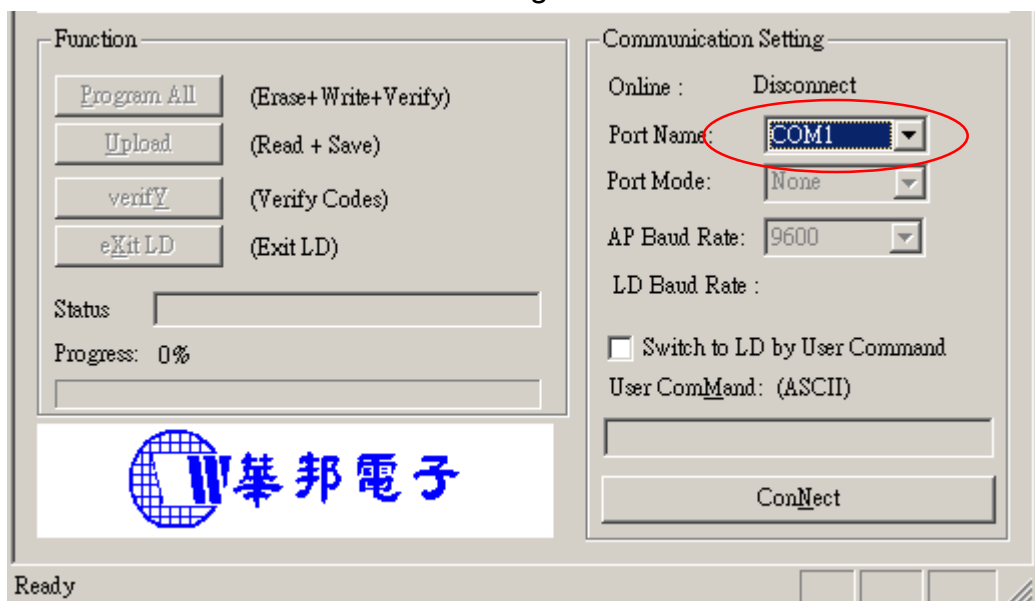 Function
Program All (Erase+Write+Verify)
Upload (Read + Save)
verifY (Verify Codes)
eXit LD (Exit LD)
Status
Progress: 0%
W華邦電子
Communication Setting
Online : Disconnect
Port Name: COM1
Port Mode: None
AP Baud Rate: 9600
LD Baud Rate :
Switch to LD by User Command
User ComMand: (ASCII)
ConNect
Ready